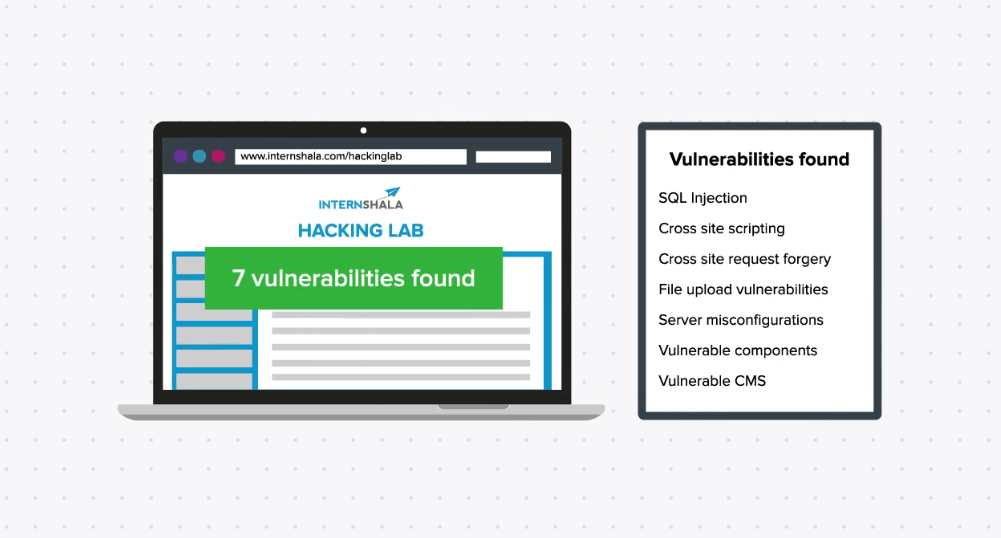 www.internshala.com/hackinglab
INTERNSHALA
HACKING LAB
7 vulnerabilities found
Vulnerabilities found
SQL Injection
Cross site scripting
Cross site request forgery
File upload vulnerabilities
Server misconfigurations
Vulnerable components
Vulnerable CMS